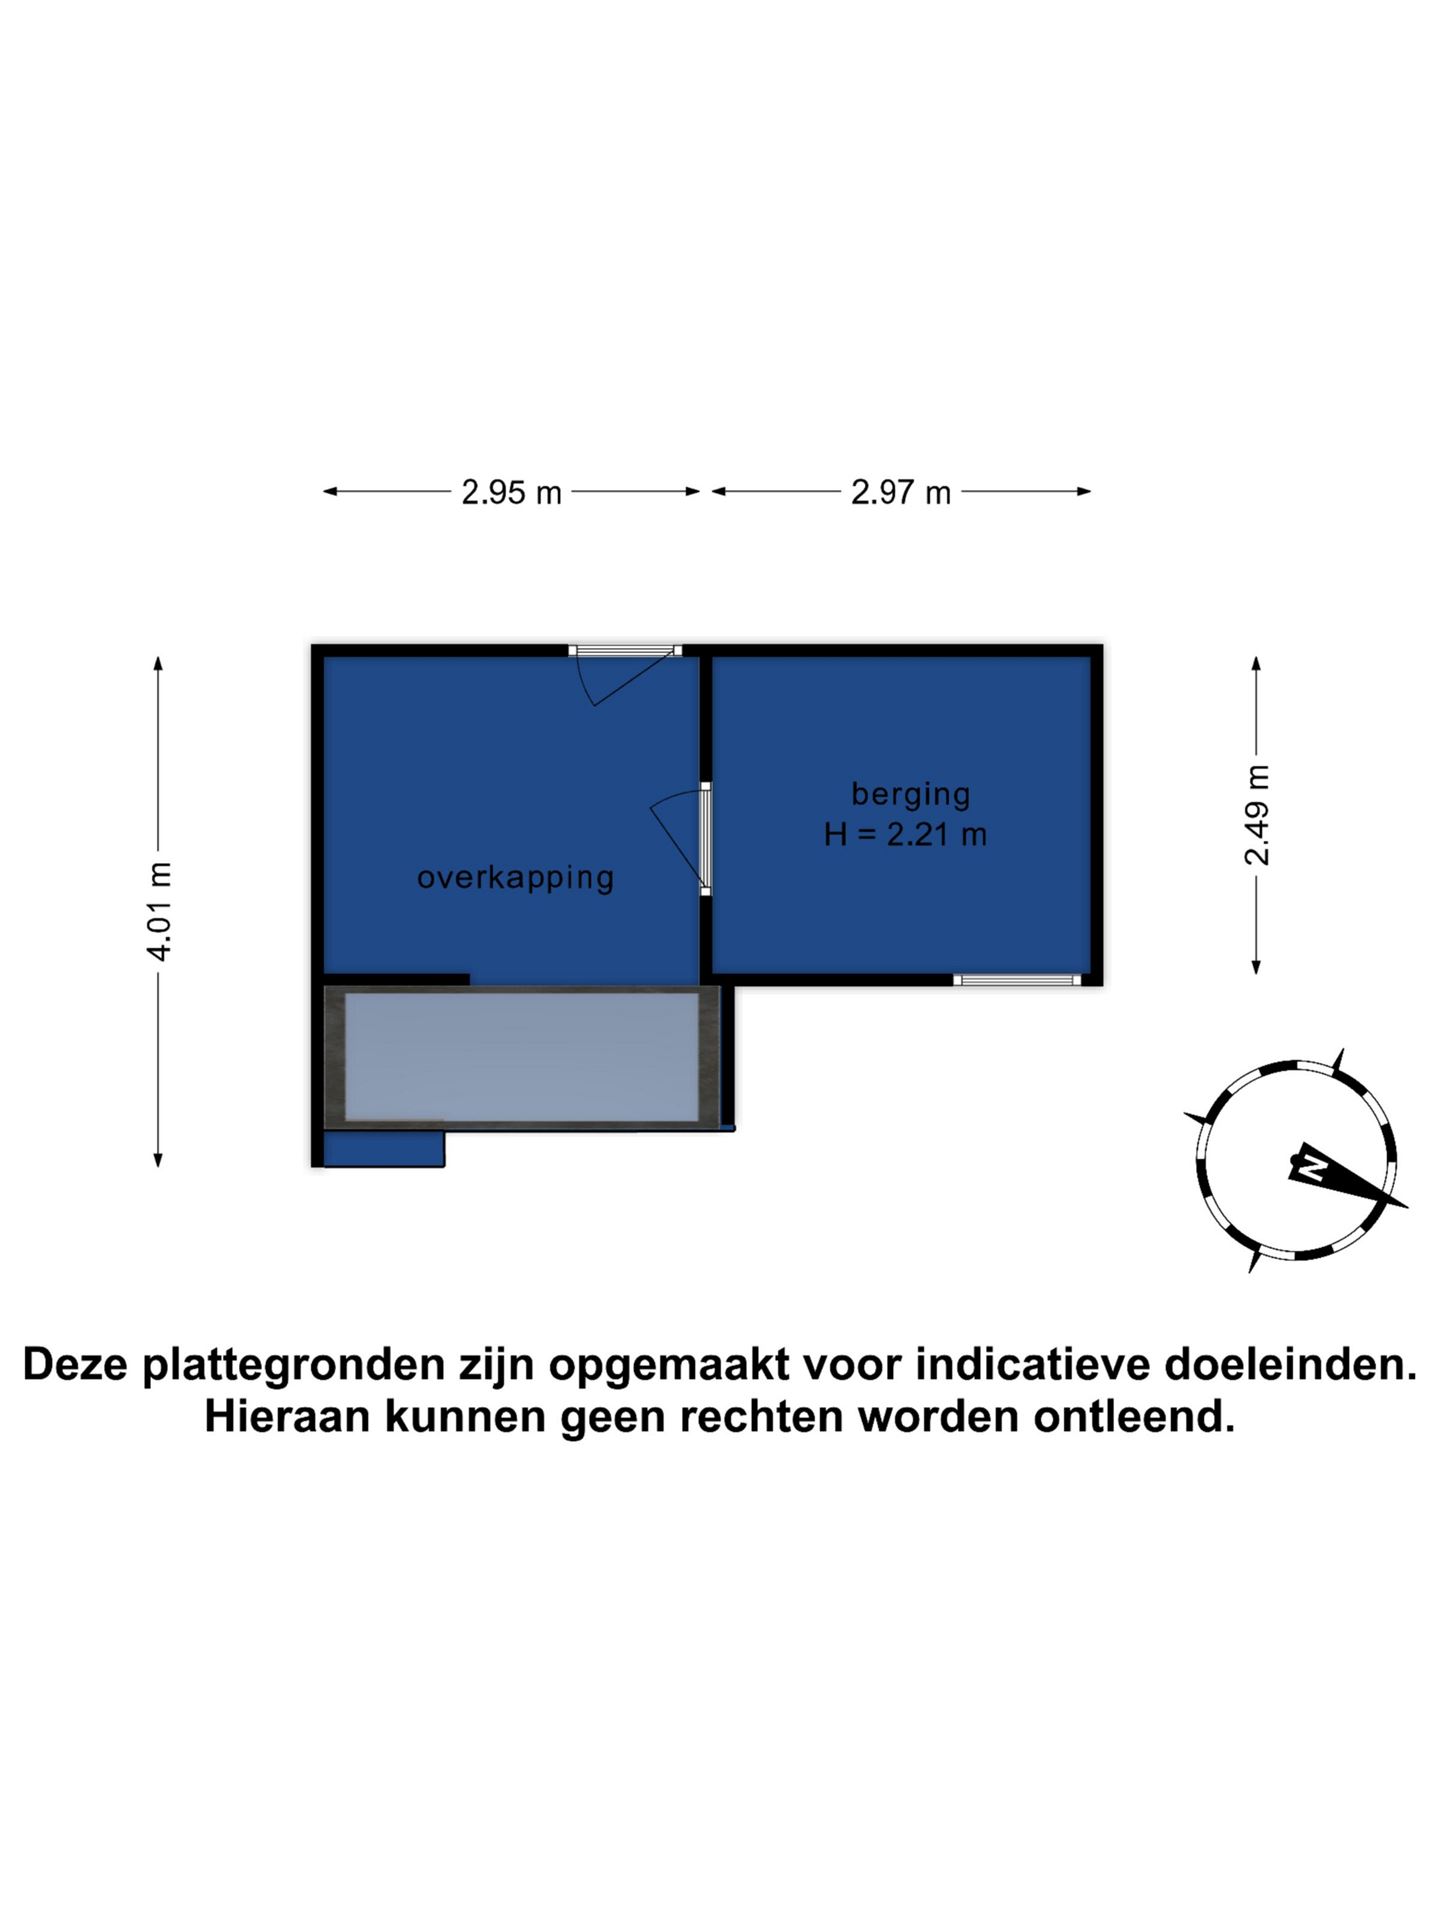 2.95 m
2.97 m
4.01 m
2.49 m
berging
H = 2.21 m
overkapping
N
Deze plattegronden zijn opgemaakt voor indicatieve doeleinden.
Hieraan kunnen geen rechten worden ontleend.